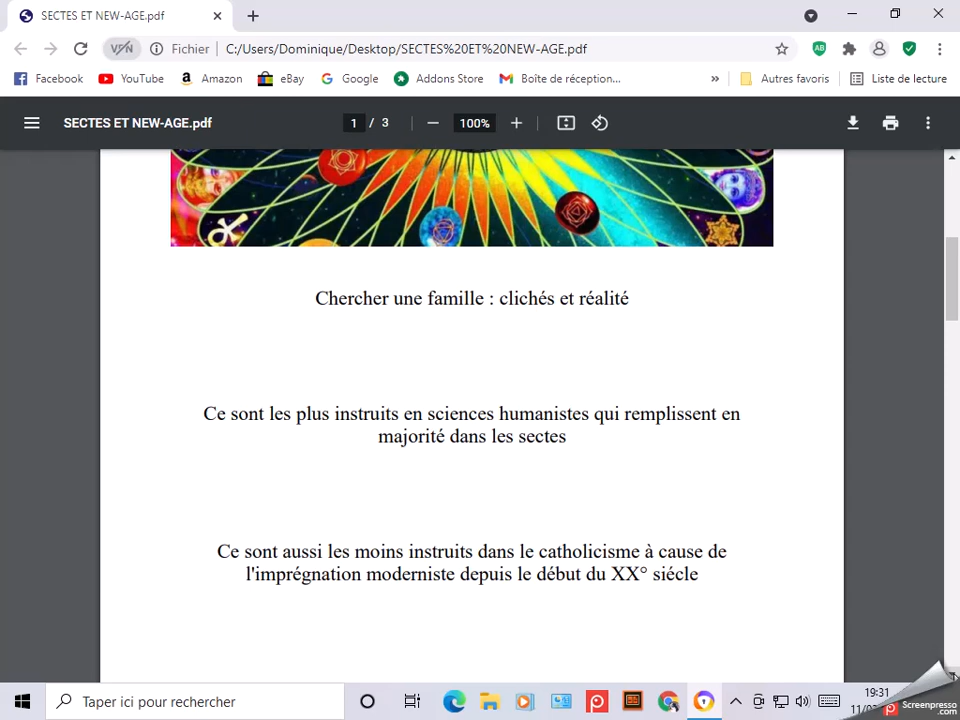 SECTES ET NEW-AGE.pdf
VPN
Fichier
C:/Users/Dominique/Desktop/SECTES%20ET%20NEW-AGE.pdf
AB
Facebook
YouTube
Amazon
eBay
Google
Addons Store
Boîte de réception...
»
Autres favoris
Liste de lecture
SECTES ET NEW-AGE.pdf
1 / 3
100%
Chercher une famille : clichés et réalité
Ce sont les plus instruits en sciences humanistes qui remplissent en
majorité dans les sectes
Ce sont aussi les moins instruits dans le catholicisme à cause de
l'imprégnation moderniste depuis le début du XX° siécle
Taper ici pour rechercher
19:31
Screenpresso
.com